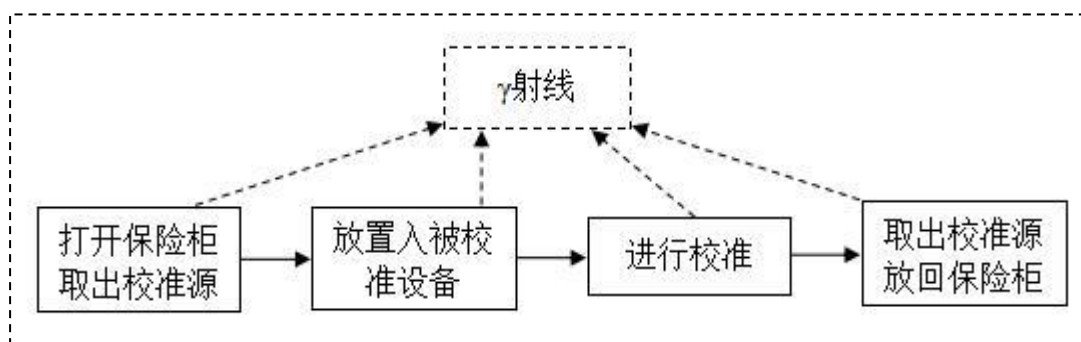 γ射线
打开保险柜
取出校准源
放置入被校
准设备
进行校准
取出校准源
放回保险柜